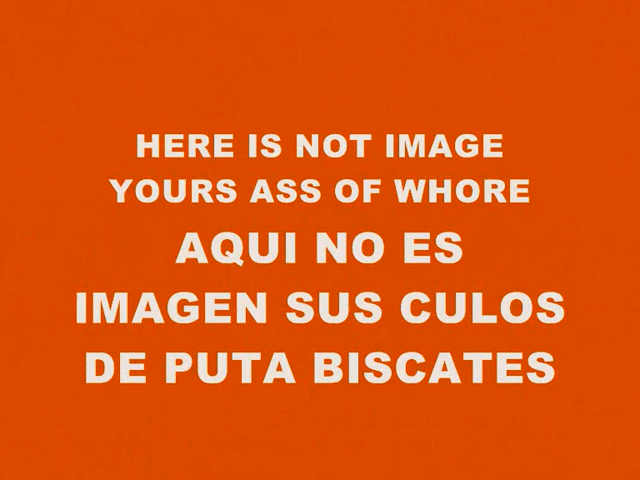 HERE IS NOT IMAGE
YOURS ASS OF WHORE
AQUI NO ES
IMAGEN SUS CULOS
DE PUTA BISCATES